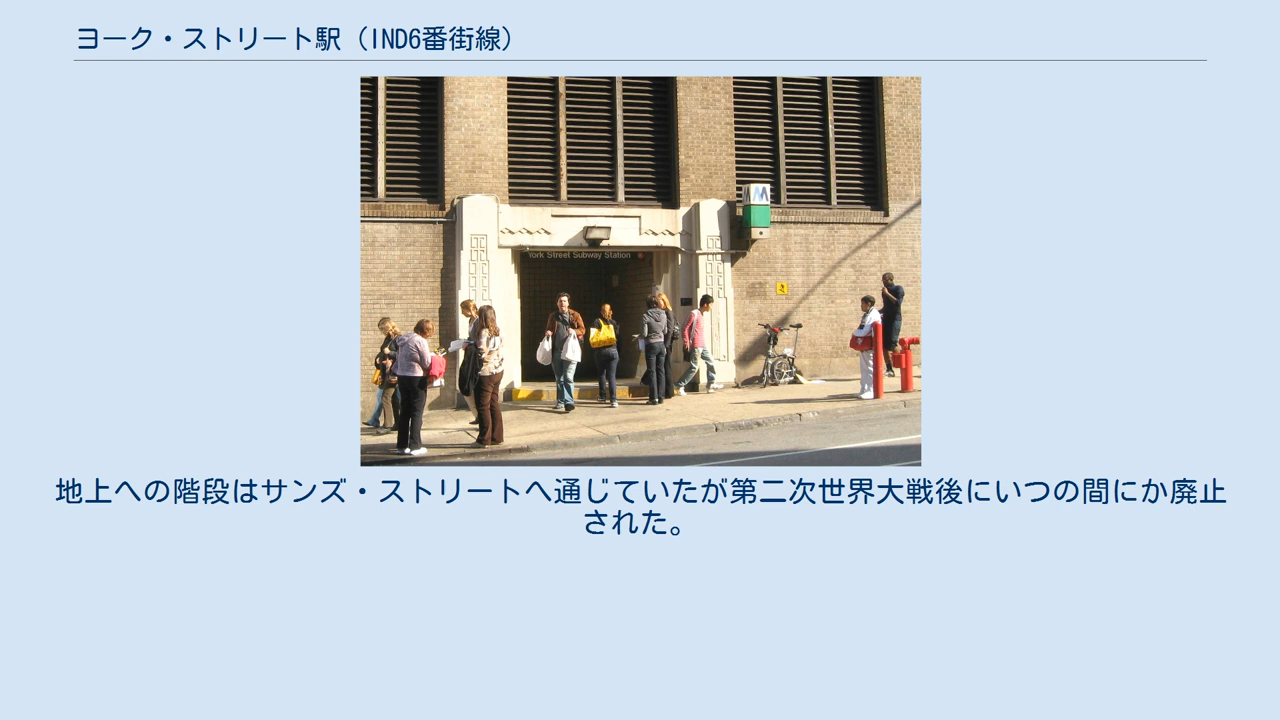 ヨーク・ストリート駅（IND6番街線）
M
York Street Subway Station
地上への階段はサンズ・ストリートへ通じていたが第二次世界大戦後にいつの間にか廃止
された。